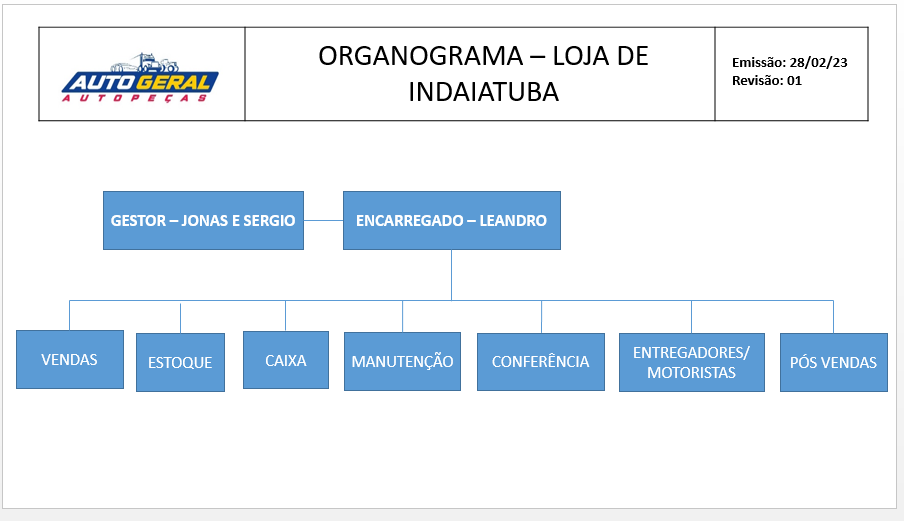 AUTO GERAL
AUTOPEÇAS
ORGANOGRAMA – LOJA DE
INDAIATUBA
Emissão: 28/02/23
Revisão: 01
GESTOR – JONAS E SERGIO
ENCARREGADO – LEANDRO
VENDAS
ESTOQUE
CAIXA
MANUTENÇÃO
CONFERÊNCIA
ENTREGADORES/
MOTORISTAS
PÓS VENDAS